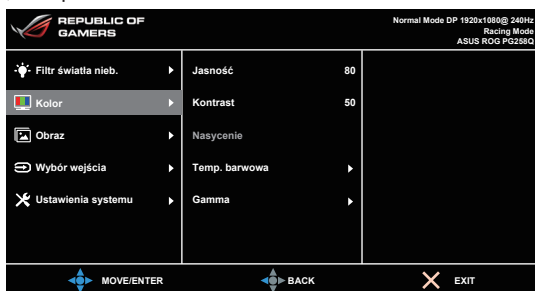 REPUBLIC OF
GAMERS
Normal Mode DP 1920x1080@ 240Hz
Racing Mode
ASUS ROG PG258Q
Filtr światła nieb.
Jasność 80
Kolor
Kontrast 50
Obraz
Nasycenie
Wybór wejścia
Temp. barwowa
Ustawienia systemu
Gamma
MOVE/ENTER
BACK
EXIT